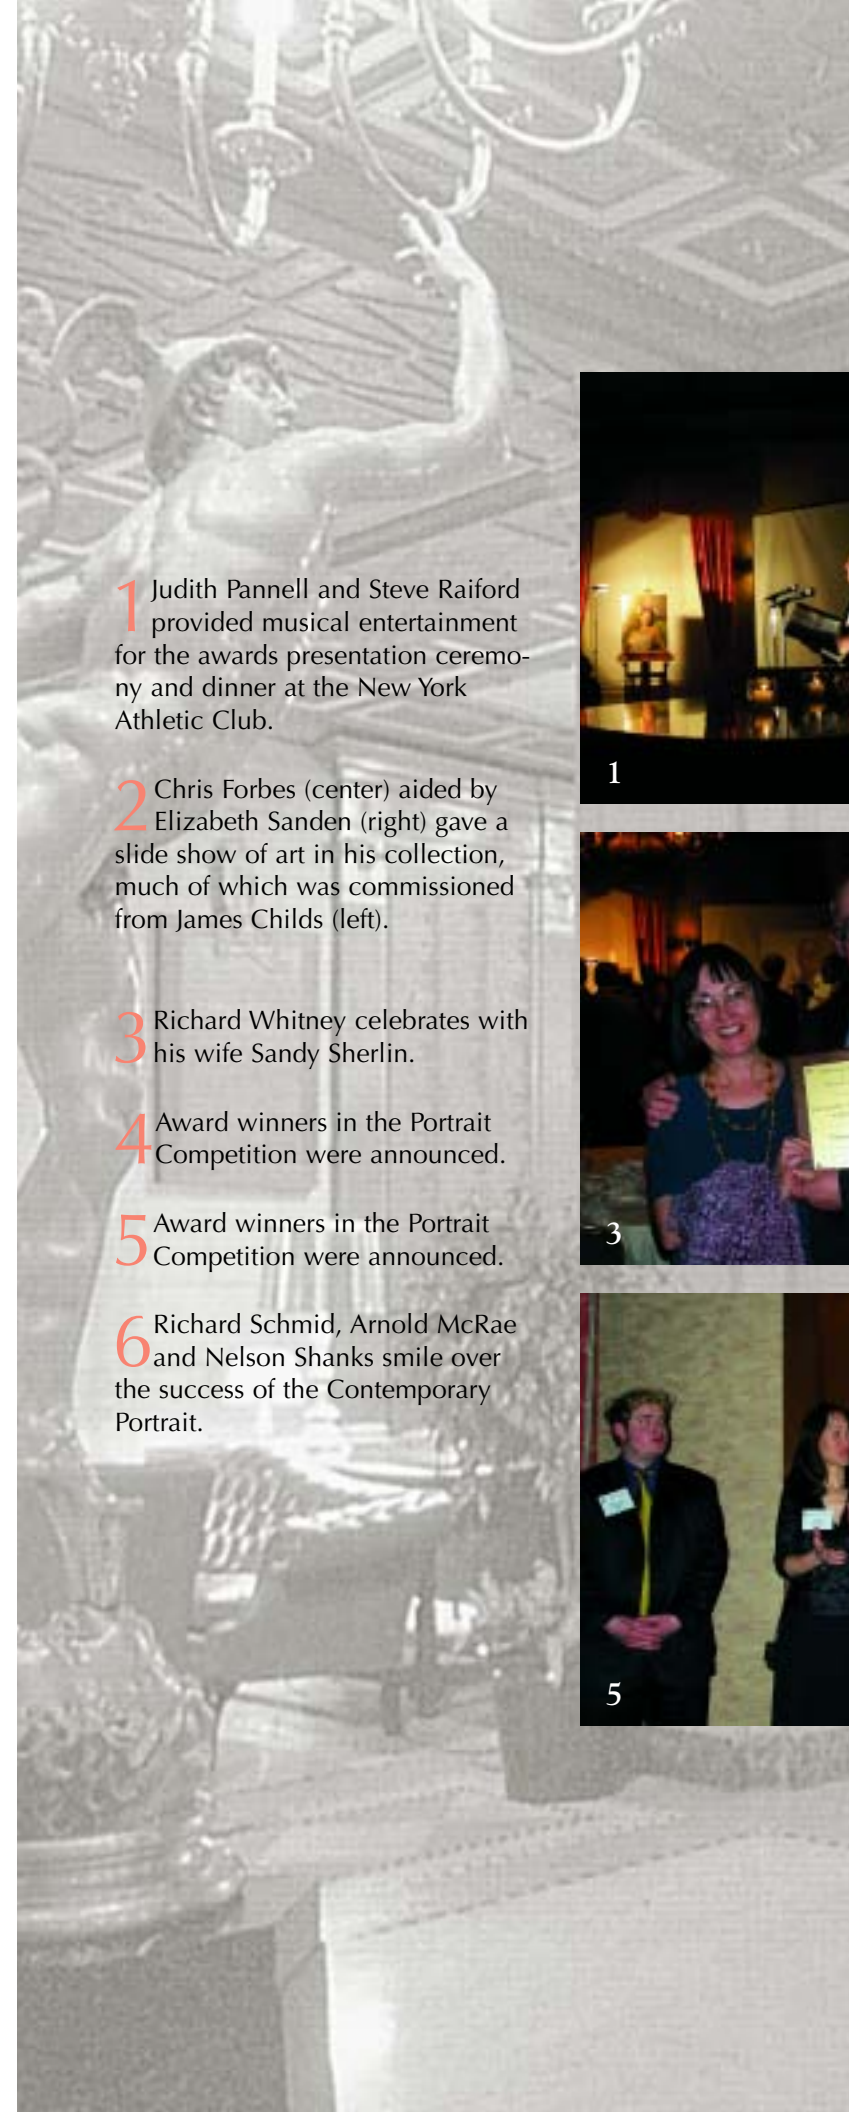 1 Judith Pannell and Steve Raiford
provided musical entertainment
for the awards presentation ceremo-
ny and dinner at the New York
Athletic Club.
2 Chris Forbes (center) aided by
Elizabeth Sanden (right) gave a
slide show of art in his collection,
much of which was commissioned
from James Childs (left).
3 Richard Whitney celebrates with
his wife Sandy Sherlin.
4 Award winners in the Portrait
Competition were announced.
5 Award winners in the Portrait
Competition were announced.
6 Richard Schmid, Arnold McRae
and Nelson Shanks smile over
the success of the Contemporary
Portrait.
1
3
5